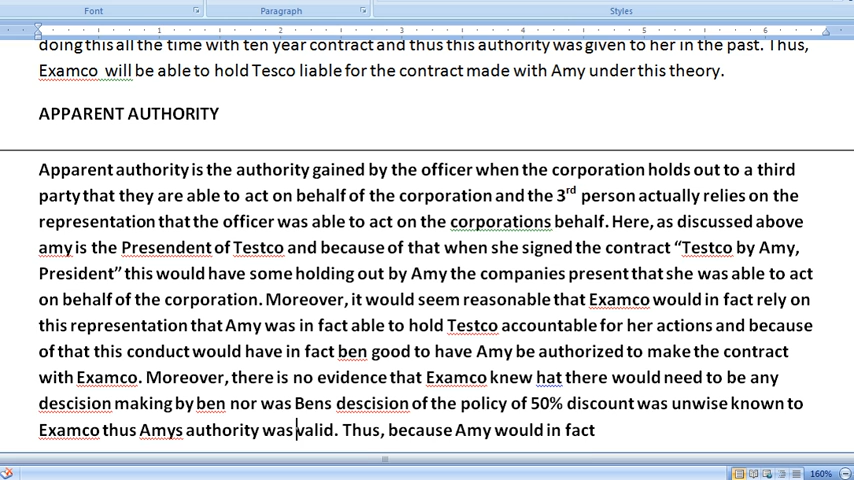 Font Paragraph Styles
1 2 3 4 5 6
doing this all the time with ten year contract and thus this authority was given to her in the past. Thus,
Examco will be able to hold Tesco liable for the contract made with Amy under this theory.
APPARENT AUTHORITY
Apparent authority is the authority gained by the officer when the corporation holds out to a third
party that they are able to act on behalf of the corporation and the 3rd person actually relies on the
representation that the officer was able to act on the corporations behalf. Here, as discussed above
amy is the Presendent of Testco and because of that when she signed the contract “Testco by Amy,
President” this would have some holding out by Amy the companies present that she was able to act
on behalf of the corporation. Moreover, it would seem reasonable that Examco would in fact rely on
this representation that Amy was in fact able to hold Testco accountable for her actions and because
of that this conduct would have in fact ben good to have Amy be authorized to make the contract
with Examco. Moreover, there is no evidence that Examco knew hat there would need to be any
descision making by ben nor was Bens descision of the policy of 50% discount was unwise known to
Examco thus Amys authority was valid. Thus, because Amy would in fact
160%